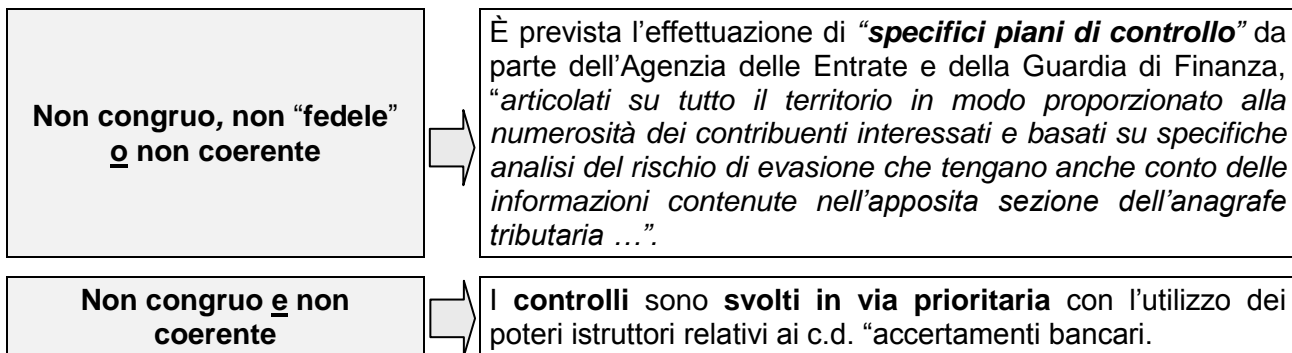 Non congruo, non “fedele”
o non coerente
È prevista l’effettuazione di “specifici piani di controllo” da
parte dell’Agenzia delle Entrate e della Guardia di Finanza,
“articolati su tutto il territorio in modo proporzionato alla
numerosità dei contribuenti interessati e basati su specifiche
analisi del rischio di evasione che tengano anche conto delle
informazioni contenute nell’apposita sezione dell’anagrafe
tributaria …”.
Non congruo e non
coerente
I controlli sono svolti in via prioritaria con l’utilizzo dei
poteri istruttori relativi ai c.d. “accertamenti bancari.